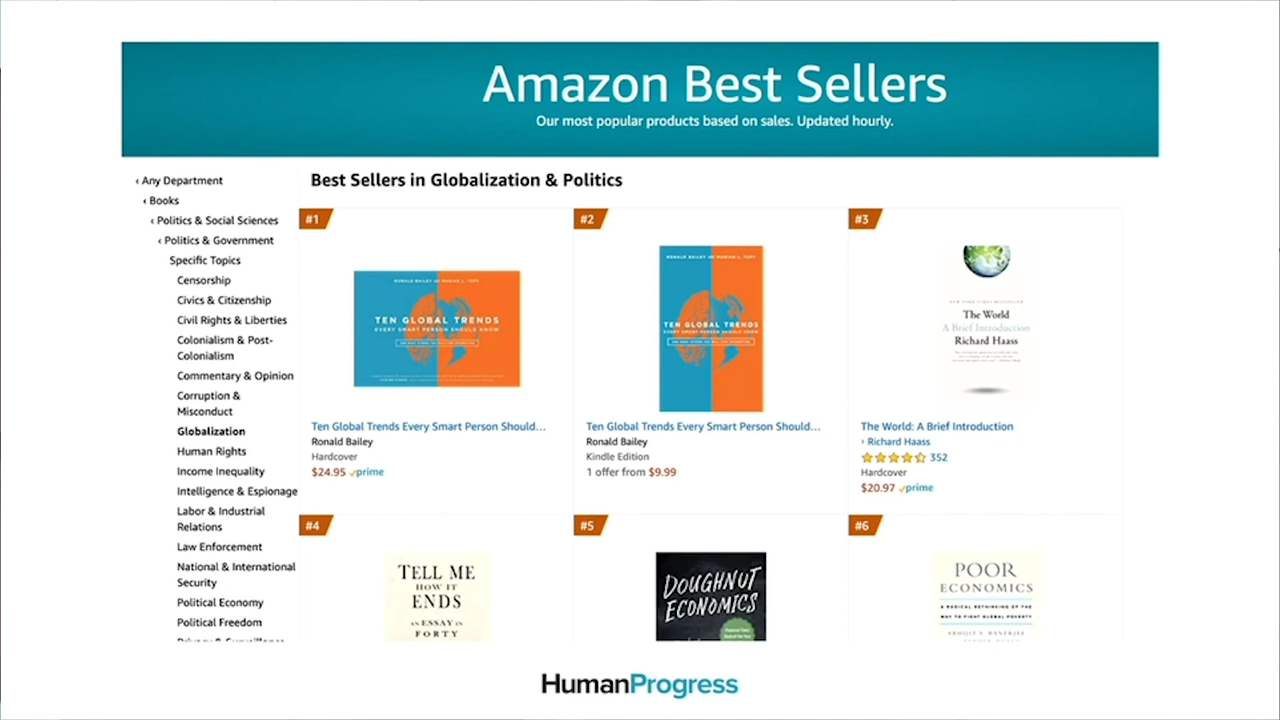 Amazon Best Sellers
Our most popular products based on sales. Updated hourly.
‹ Any Department
‹ Books
‹ Politics & Social Sciences
‹ Politics & Government
Specific Topics
Censorship
Civics & Citizenship
Civil Rights & Liberties
Colonialism & Post-
Colonialism
Commentary & Opinion
Corruption &
Misconduct
Globalization
Human Rights
Income Inequality
Intelligence & Espionage
Labor & Industrial
Relations
Law Enforcement
National & International
Security
Political Economy
Political Freedom
Best Sellers in Globalization & Politics
#1
TEN GLOBAL TRENDS
EVERY SMART PERSON SHOULD KNOW
Ten Global Trends Every Smart Person Should...
Ronald Bailey
Hardcover
$24.95 prime
#2
RONALD BAILEY AND MARIAN L. TUPY
TEN GLOBAL TRENDS
EVERY SMART PERSON SHOULD KNOW
Ten Global Trends Every Smart Person Should...
Ronald Bailey
Kindle Edition
1 offer from $9.99
#3
The World
A Brief Introduction
Richard Haass
The World: A Brief Introduction
› Richard Haass
352
Hardcover
$20.97 prime
#4
TELL ME
HOW IT
ENDS
AN ESSAY IN
FORTY
#5
DOUGHNUT
ECONOMICS
#6
POOR
ECONOMICS
A RADICAL RETHINKING OF THE
WAY TO FIGHT GLOBAL POVERTY
HumanProgress